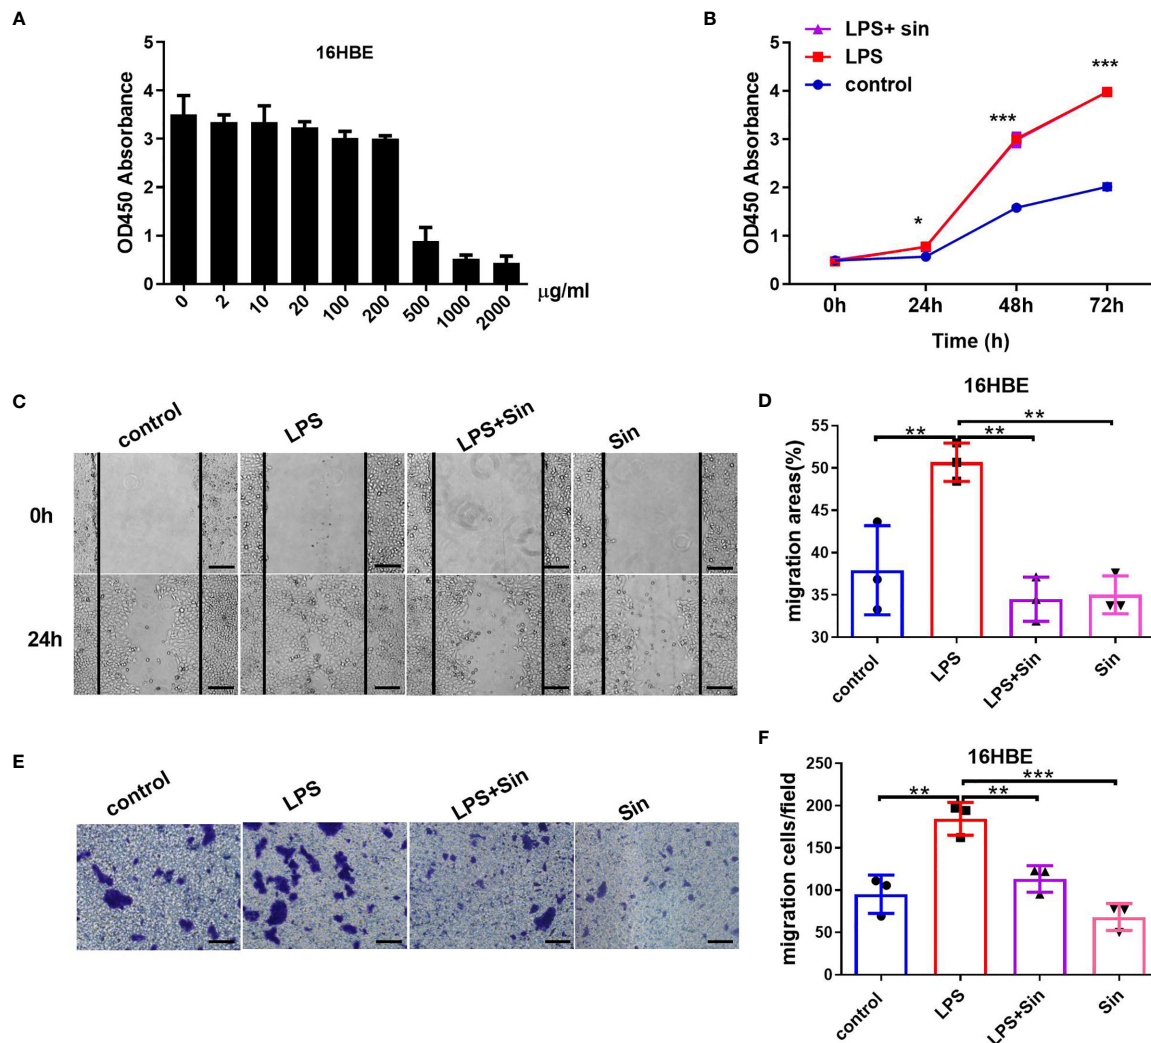 A
16HBE
OD450 Absorbance
5
4
3
2
1
0
0
2
10
20
100
200
500
1000
2000
μg/ml
B
LPS+ sin
LPS
control
OD450 Absorbance
5
4
3
2
1
0
*
***
***
0h
24h
48h
72h
Time (h)
C
control
LPS
LPS+Sin
Sin
0h
24h
D
16HBE
migration areas(%)
55
50
45
40
35
30
**
**
**
control
LPS
LPS+Sin
Sin
E
control
LPS
LPS+Sin
Sin
F
16HBE
migration cells/field
250
200
150
100
50
0
**
**
***
control
LPS
LPS+Sin
Sin